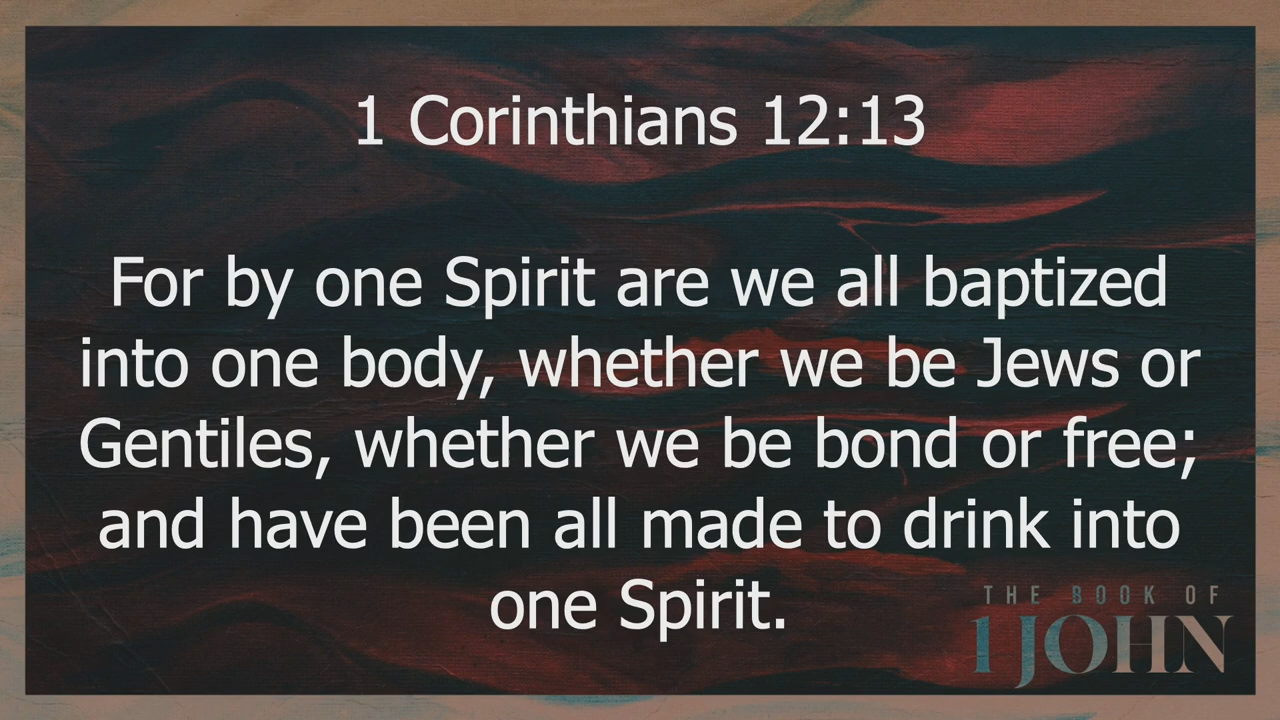 1 Corinthians 12:13
For by one Spirit are we all baptized
into one body, whether we be Jews or
Gentiles, whether we be bond or free;
and have been all made to drink into
one Spirit.
THE BOOK OF
1 JOHN